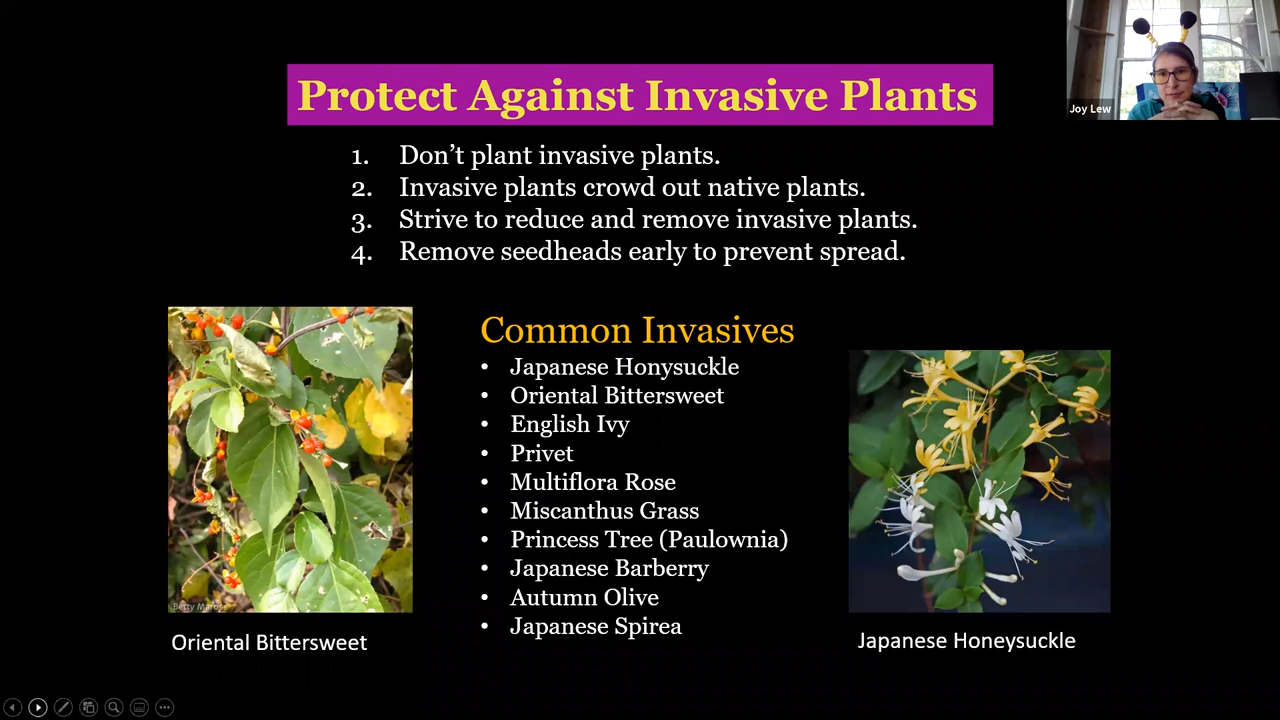 Protect Against Invasive Plants
Joy Lew
1. Don’t plant invasive plants.
2. Invasive plants crowd out native plants.
3. Strive to reduce and remove invasive plants.
4. Remove seedheads early to prevent spread.
Common Invasives
• Japanese Honysuckle
• Oriental Bittersweet
• English Ivy
• Privet
• Multiflora Rose
• Miscanthus Grass
• Princess Tree (Paulownia)
• Japanese Barberry
• Autumn Olive
• Japanese Spirea
Betty Marose
Oriental Bittersweet
Japanese Honeysuckle